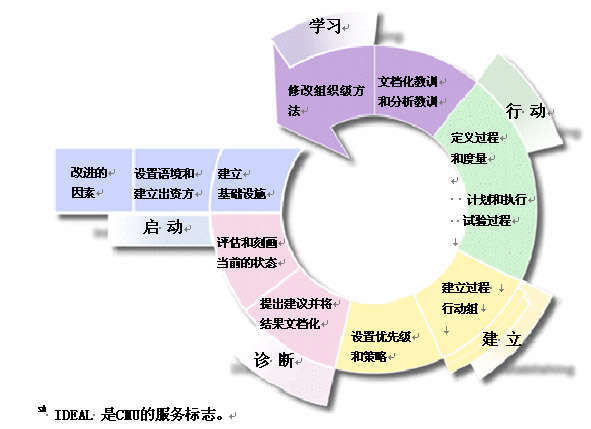 学习
修改组织级方
法
文档化教训
和分析教训
行 动
定义过程
和度量
计划和执行
试验过程
改进的
因素
设置语境和
建立出资方
建立
基础设施
启 动
评估和刻画
当前的状态
提出建议并将
结果文档化
诊 断
设置优先级
和策略
建立过程
行动组
建 立
IDEAL 是CMU的服务标志。